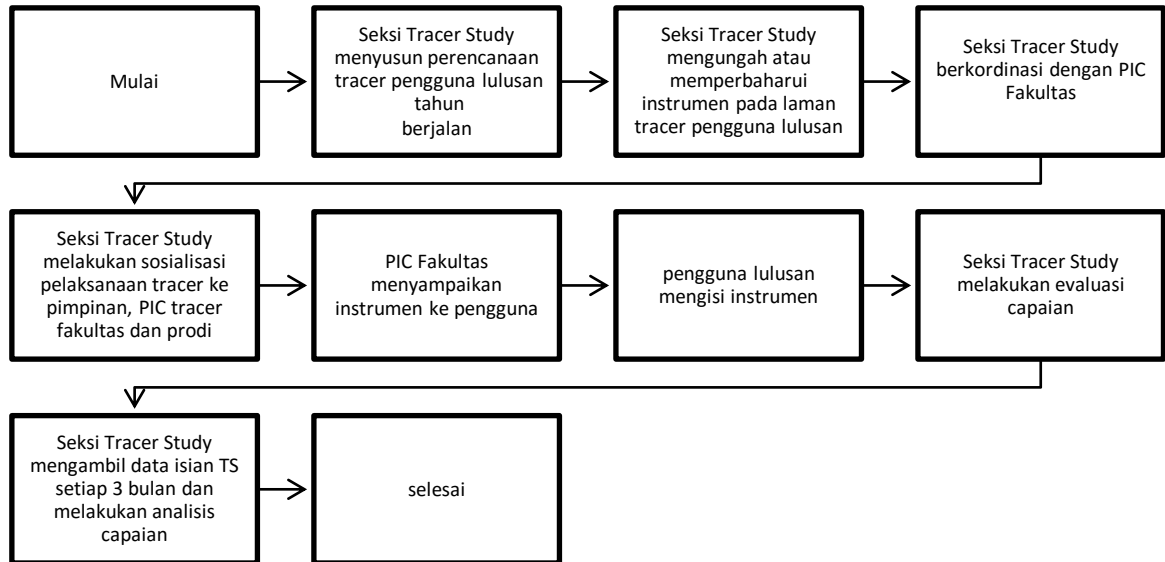 Mulai
Seksi Tracer Study
menyusun perencanaan
tracer pengguna lulusan
tahun
berjalan
Seksi Tracer Study
mengungah atau
memperbaharui
instrumen pada laman
tracer pengguna lulusan
Seksi Tracer Study
berkordinasi dengan PIC
Fakultas
Seksi Tracer Study
melakukan sosialisasi
pelaksanaan tracer ke
pimpinan, PIC tracer
fakultas dan prodi
PIC Fakultas
menyampaikan
instrumen ke pengguna
pengguna lulusan
mengisi instrumen
Seksi Tracer Study
melakukan evaluasi
capaian
Seksi Tracer Study
mengambil data isian TS
setiap 3 bulan dan
melakukan analisis
capaian
selesai